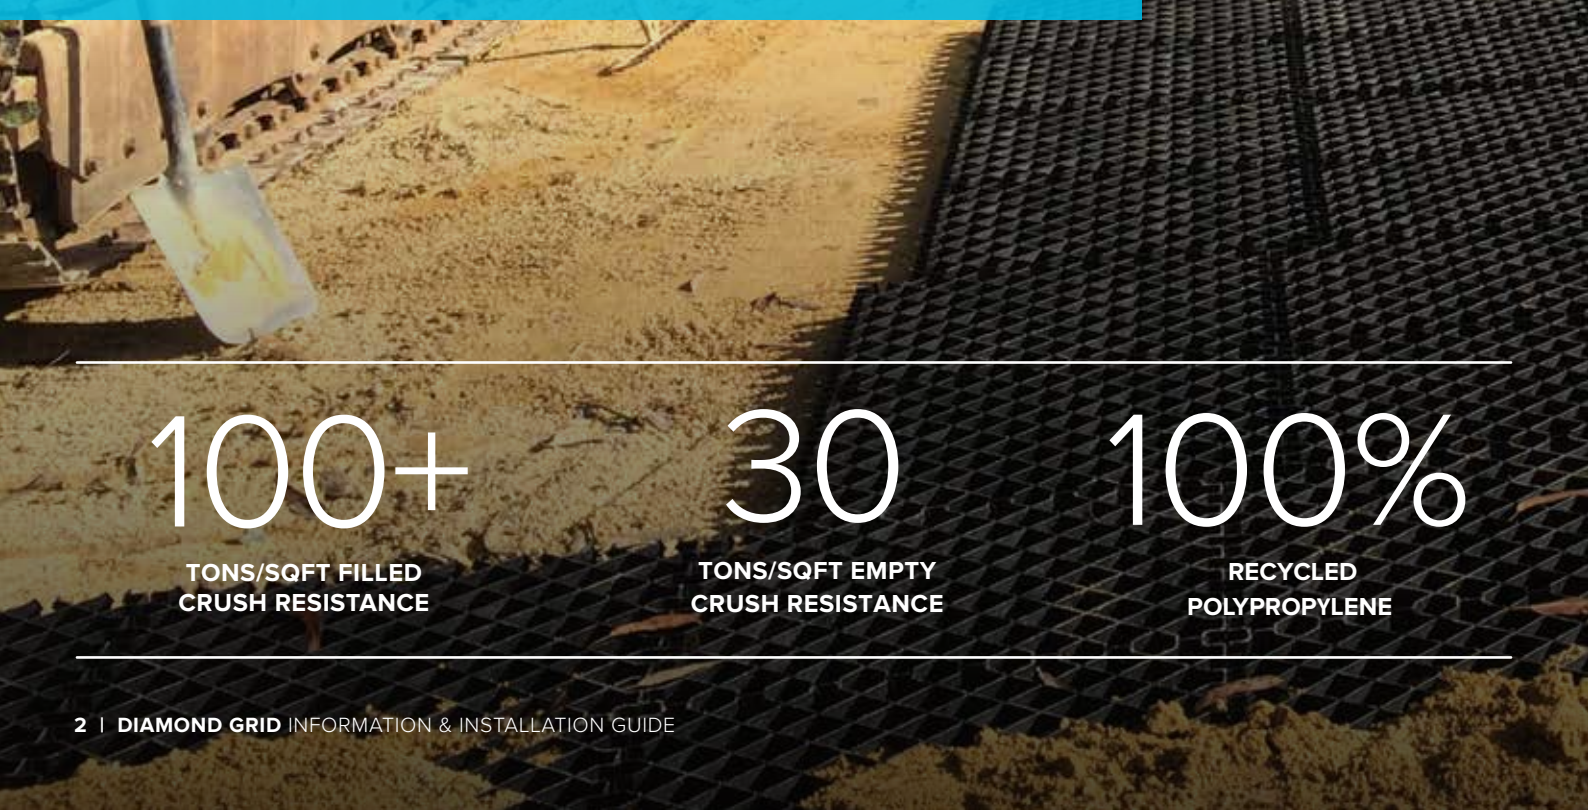 100+
TONS/SQFT FILLED
CRUSH RESISTANCE
30
TONS/SQFT EMPTY
CRUSH RESISTANCE
100%
RECYCLED
POLYPROPYLENE
2 | DIAMOND GRID INFORMATION & INSTALLATION GUIDE